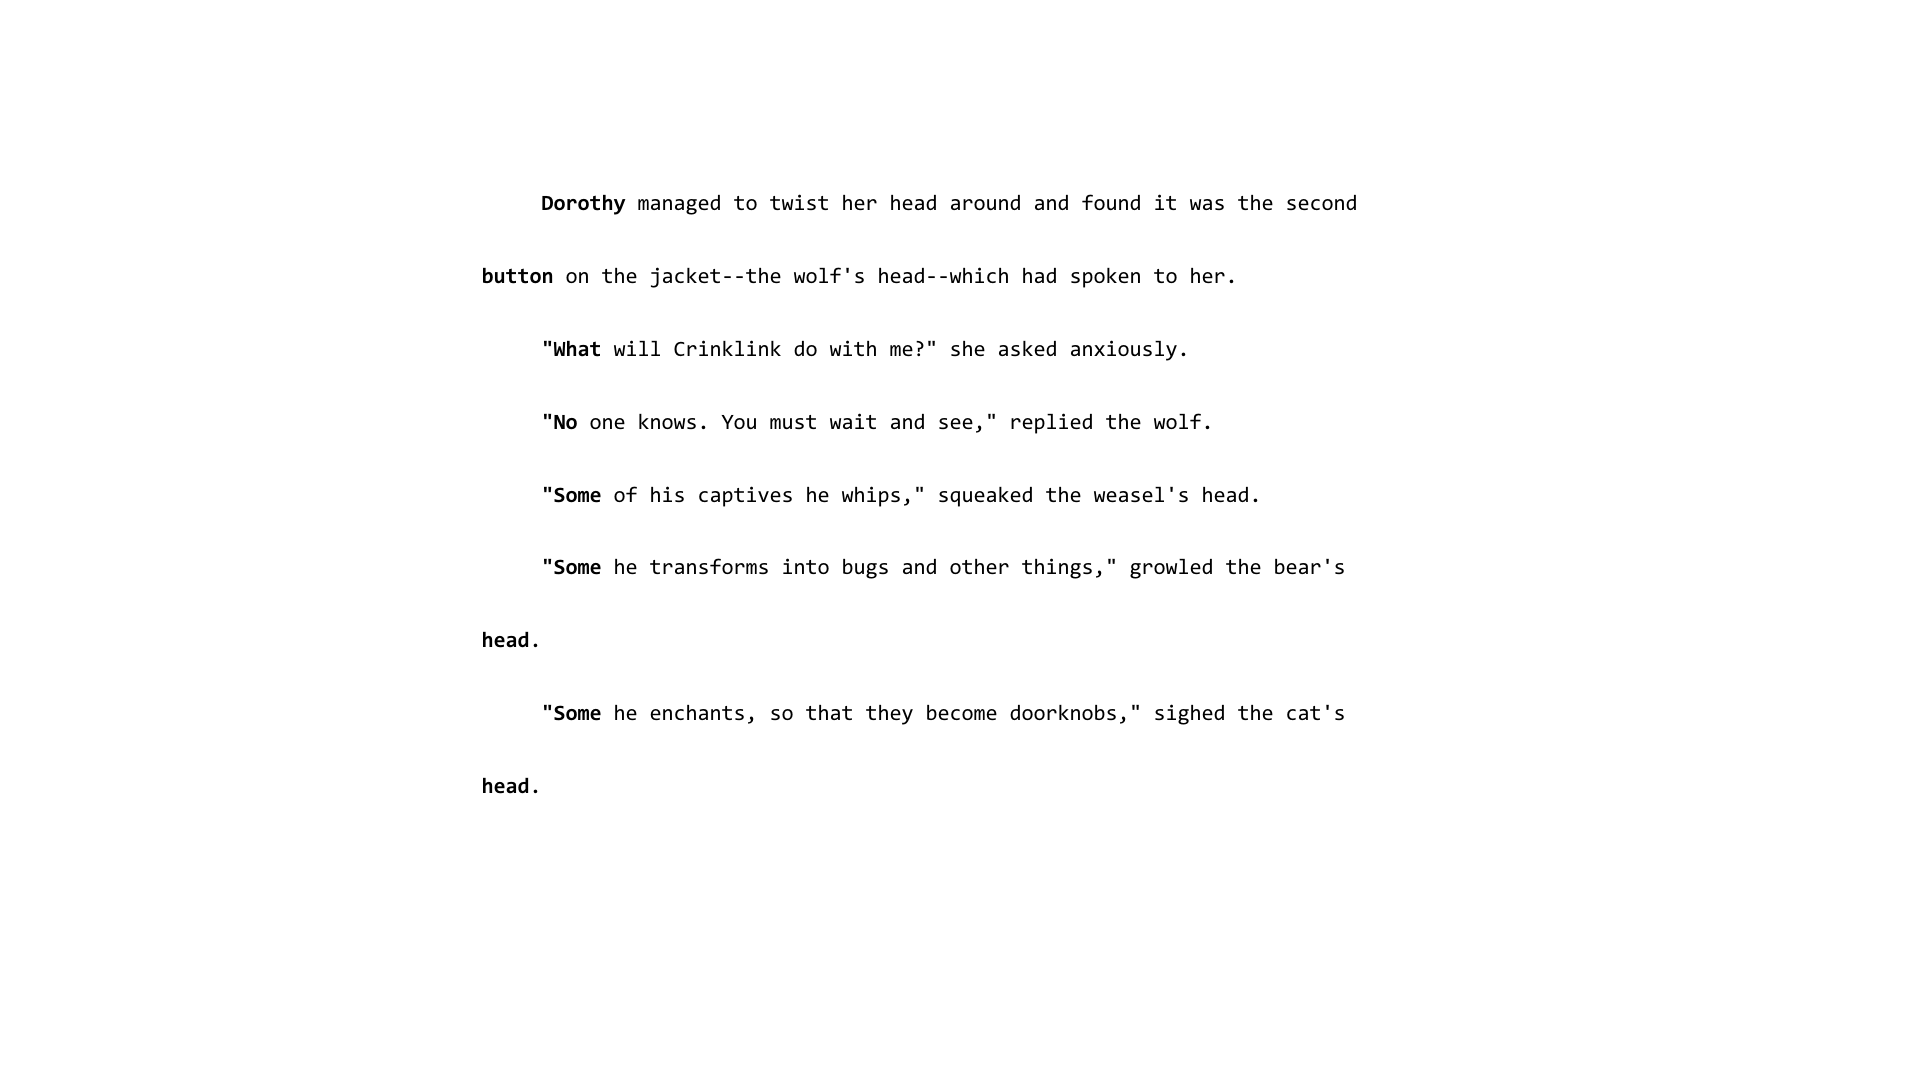 Dorothy managed to twist her head around and found it was the second
button on the jacket--the wolf's head--which had spoken to her.
"What will Crinklink do with me?" she asked anxiously.
"No one knows. You must wait and see," replied the wolf.
"Some of his captives he whips," squeaked the weasel's head.
"Some he transforms into bugs and other things," growled the bear's
head.
"Some he enchants, so that they become doorknobs," sighed the cat's
head.